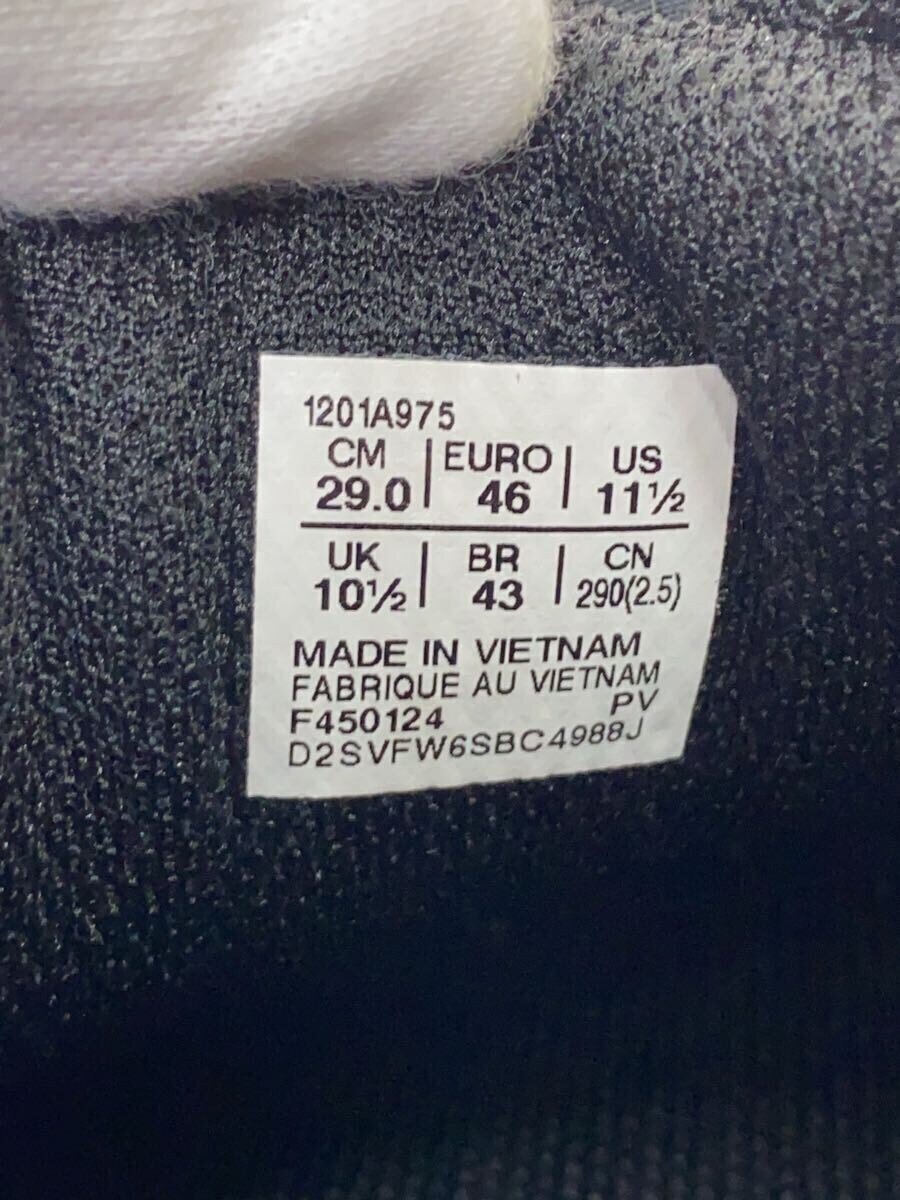 1201A975
CM | EURO | US
29.0 | 46 | 11½
UK | BR | CN
10½ | 43 | 290(2.5)
MADE IN VIETNAM
FABRIQUE AU VIETNAM
F450124 PV
D2SVFW6SBC4988J